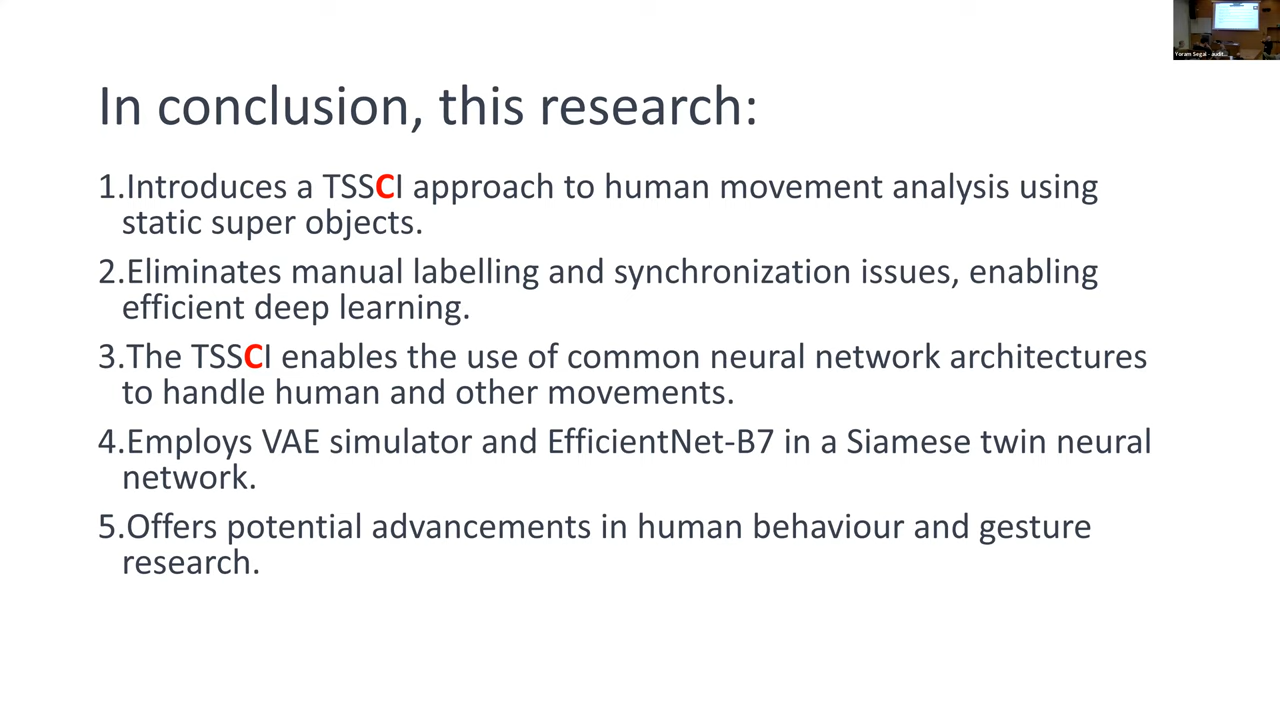 Yoram Segal - audit...
In conclusion, this research:
1.Introduces a TSSCI approach to human movement analysis using
static super objects.
2.Eliminates manual labelling and synchronization issues, enabling
efficient deep learning.
3.The TSSCI enables the use of common neural network architectures
to handle human and other movements.
4.Employs VAE simulator and EfficientNet-B7 in a Siamese twin neural
network.
5.Offers potential advancements in human behaviour and gesture
research.